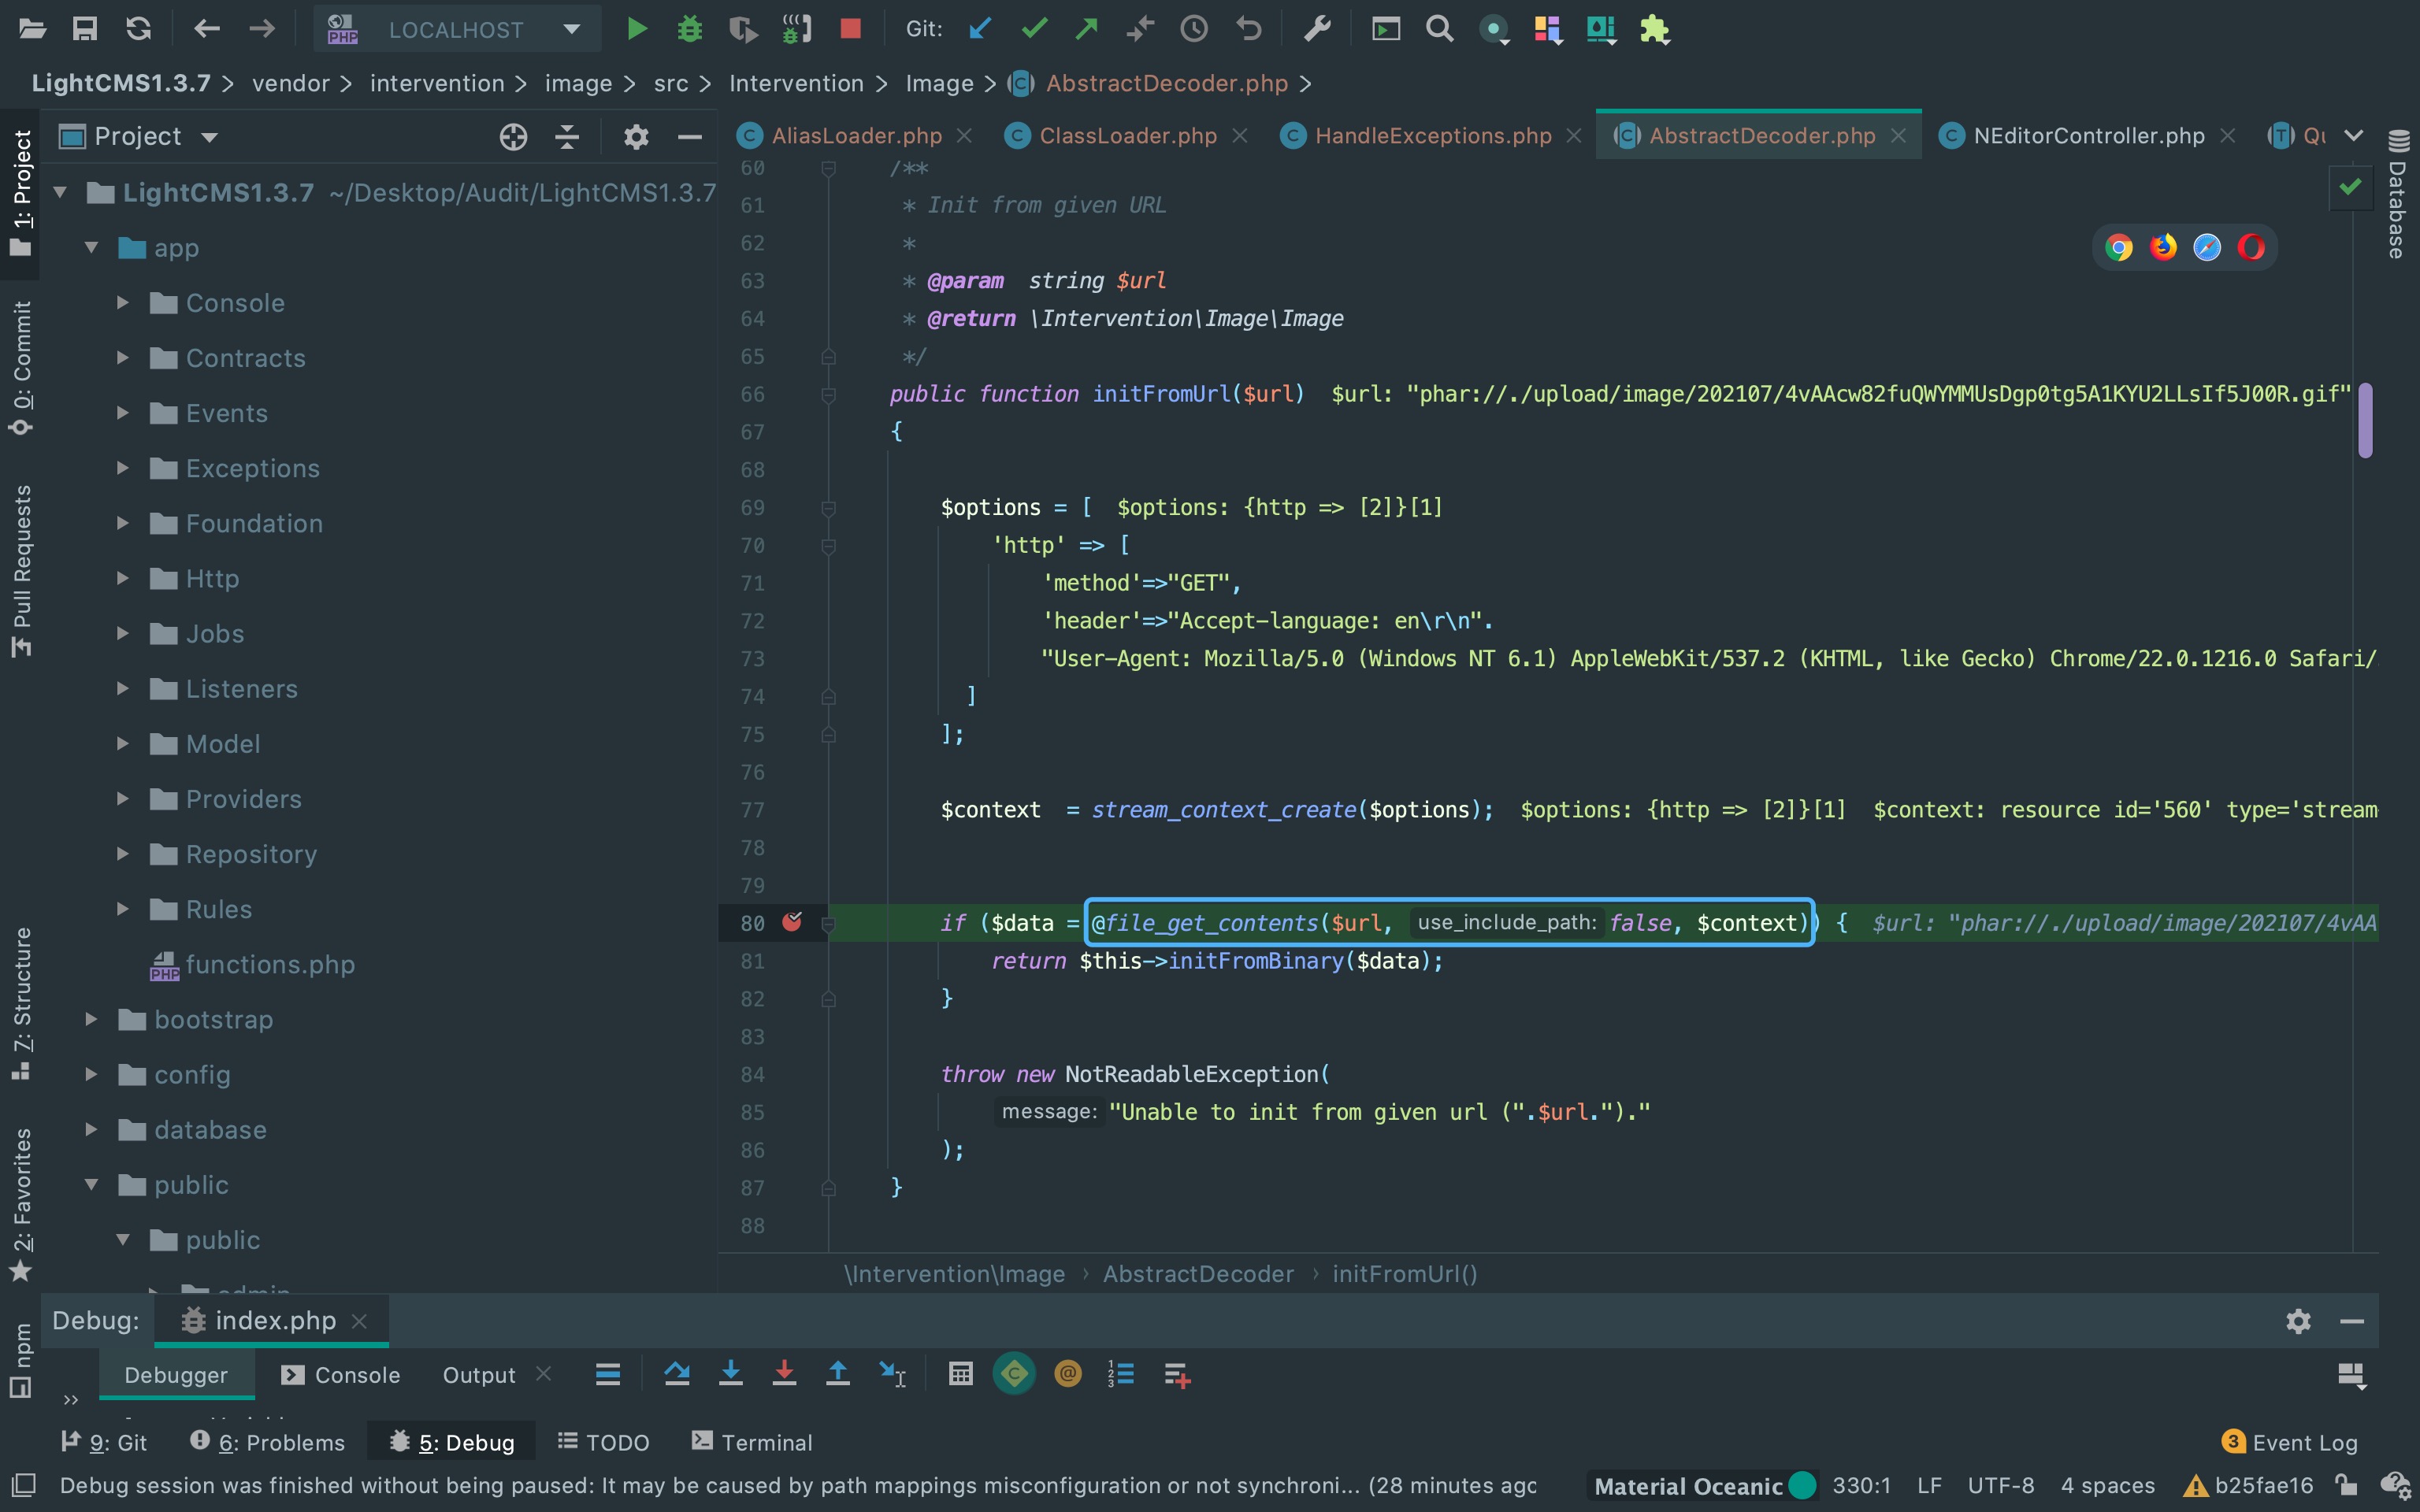 LOCALHOST Git:
LightCMS1.3.7 > vendor > intervention > image > src > Intervention > Image > AbstractDecoder.php >
Project
AliasLoader.php ClassLoader.php HandleExceptions.php AbstractDecoder.php NEditorController.php
1: Project
0: Commit
Pull Requests
7: Structure
2: Favorites
npm
Database
LightCMS1.3.7 ~/Desktop/Audit/LightCMS1.3.7
app
Console
Contracts
Events
Exceptions
Foundation
Http
Jobs
Listeners
Model
Providers
Repository
Rules
functions.php
bootstrap
config
database
public
public
admin
60 /**
61 * Init from given URL
62 *
63 * @param string $url
64 * @return \Intervention\Image\Image
65 */
66 public function initFromUrl($url) $url: "phar://./upload/image/202107/4vAAcw82fuQWYMMUsDgp0tg5A1KYU2LLsIf5J00R.gif"
67 {
68
69 $options = [ $options: {http => [2]}[1]
70 'http' => [
71 'method'=>"GET",
72 'header'=>"Accept-language: en\r\n".
73 "User-Agent: Mozilla/5.0 (Windows NT 6.1) AppleWebKit/537.2 (KHTML, like Gecko) Chrome/22.0.1216.0 Safari/
74 ]
75 ];
76
77 $context = stream_context_create($options); $options: {http => [2]}[1] $context: resource id='560' type='stream
78
79
80 if ($data = @file_get_contents($url, use_include_path: false, $context)) { $url: "phar://./upload/image/202107/4vAA
81 return $this->initFromBinary($data);
82 }
83
84 throw new NotReadableException(
85 message: "Unable to init from given url (".$url.")."
86 );
87 }
88
\Intervention\Image › AbstractDecoder › initFromUrl()
Debug: index.php
Debugger Console Output
9: Git 6: Problems 5: Debug TODO Terminal 3 Event Log
Debug session was finished without being paused: It may be caused by path mappings misconfiguration or not synchroni... (28 minutes ago Material Oceanic 330:1 LF UTF-8 4 spaces b25fae16